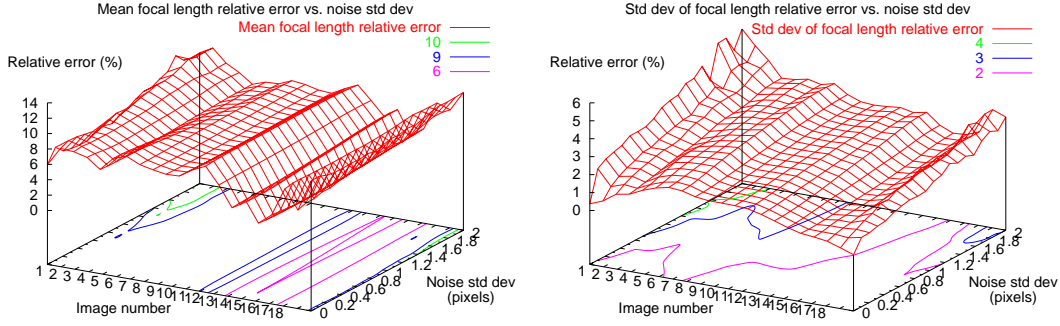 Mean focal length relative error vs. noise std dev
Mean focal length relative error
10
9
6
Relative error (%)
14
12
10
8
6
4
2
0
1 2 3 4 5 6 7 8 9 10 11 12 13 14 15 16 17 18
Image number
0 0.2 0.4 0.6 0.8 1 1.2 1.4 1.6 1.8 2
Noise std dev
(pixels)
Std dev of focal length relative error vs. noise std dev
Std dev of focal length relative error
4
3
2
Relative error (%)
6
5
4
3
2
1
0
1 2 3 4 5 6 7 8 9 10 11 12 13 14 15 16 17 18
Image number
0 0.2 0.4 0.6 0.8 1 1.2 1.4 1.6 1.8 2
Noise std dev
(pixels)